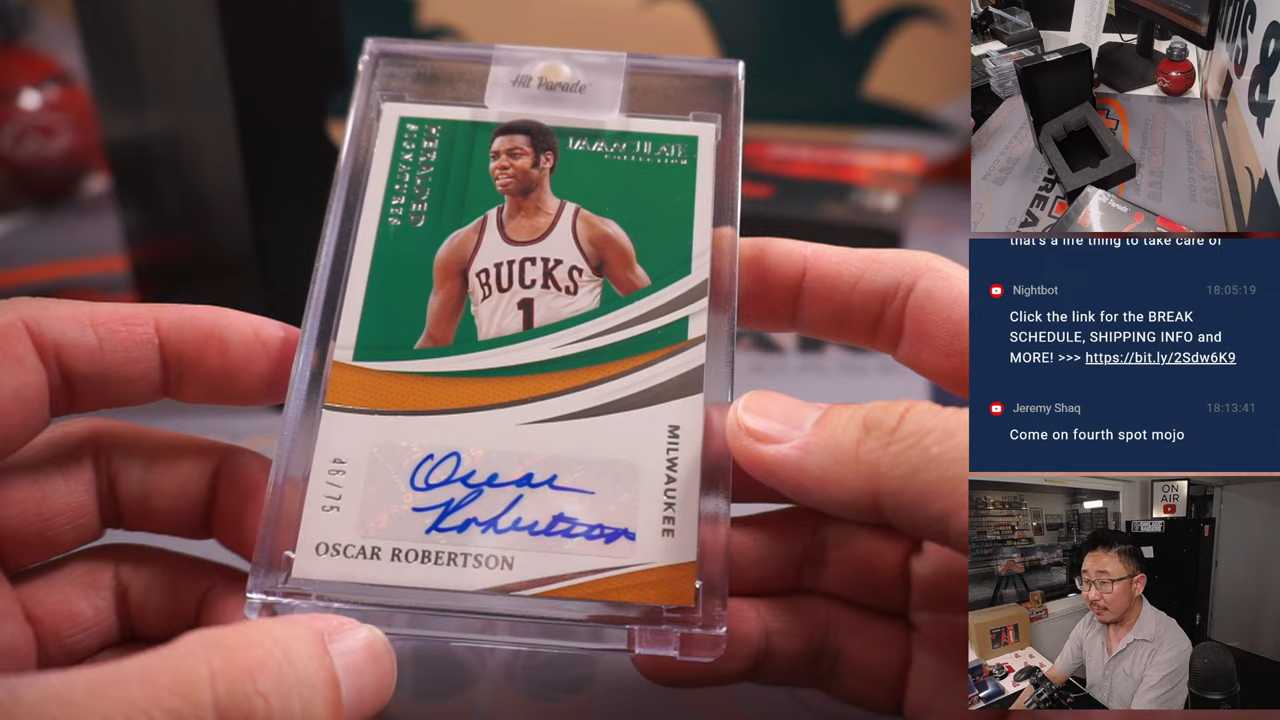 Hit Parade
HERALDED
SIGNATURES
IMMACULATE
COLLECTION
BUCKS
1
MILWAUKEE
46/75
Oscar
Robertson
OSCAR ROBERTSON
Hit Parade
that's a life thing to take care of
Nightbot
18:05:19
Click the link for the BREAK
SCHEDULE, SHIPPING INFO and
MORE! >>> https://bit.ly/2Sdw6K9
Jeremy Shaq
18:13:41
Come on fourth spot mojo
ON
AIR